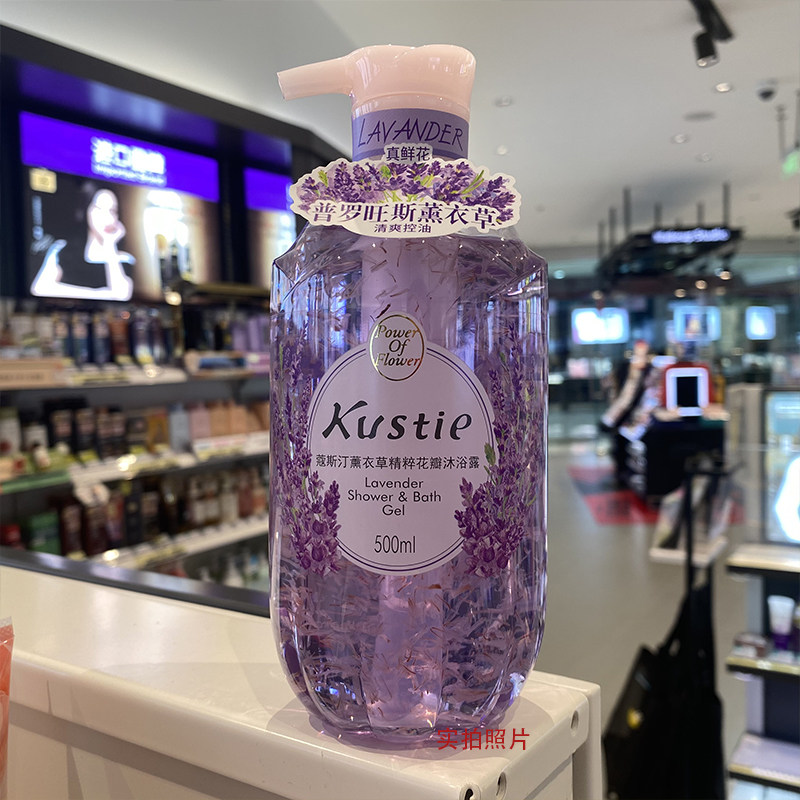 LAVANDER
真鲜花
普罗旺斯薰衣草
清爽控油
Power
Of
Flower
Kustie
蔻斯汀薰衣草精粹花瓣沐浴露
Lavender
Shower & Bath
Gel
500ml
实拍照片